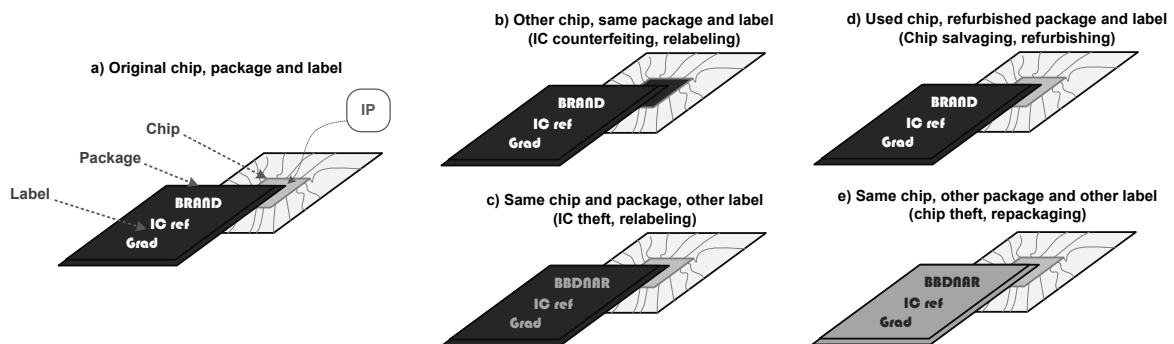 a) Original chip, package and label
IP
Chip
Package
Label
BRAND
IC ref
Grad
b) Other chip, same package and label
(IC counterfeiting, relabeling)
BRAND
IC ref
Grad
c) Same chip and package, other label
(IC theft, relabeling)
BBDNAR
IC ref
Grad
d) Used chip, refurbished package and label
(Chip salvaging, refurbishing)
BRAND
IC ref
Grad
e) Same chip, other package and other label
(chip theft, repackaging)
BBDNAR
IC ref
Grad